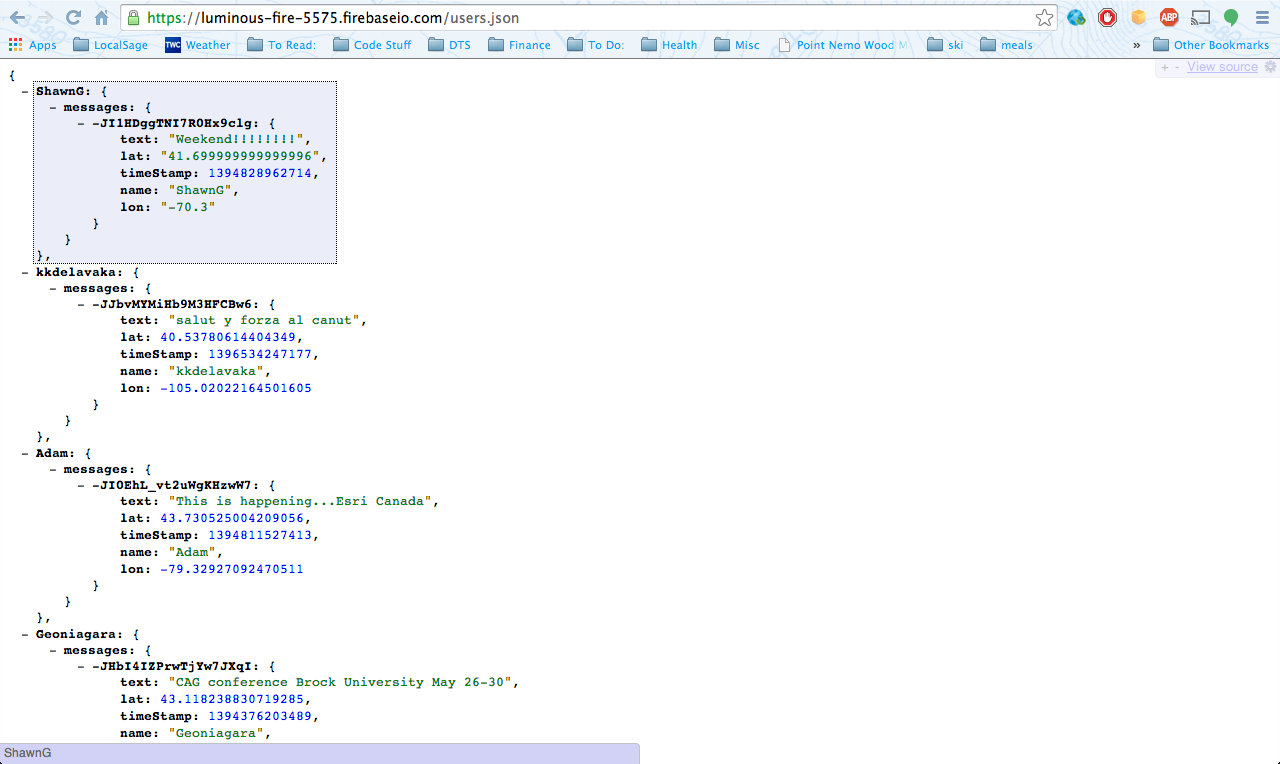 https://luminous-fire-5575.firebaseio.com/users.json
ABP
Apps LocalSage TWC Weather To Read: Code Stuff DTS Finance To Do: Health Misc Point Nemo Wood M ski meals » Other Bookmarks
+ - View source
{
– ShawnG: {
– messages: {
– -JI1HDggTNI7R0Hx9clg: {
text: "Weekend!!!!!!!!",
lat: "41.699999999999996",
timeStamp: 1394828962714,
name: "ShawnG",
lon: "-70.3"
}
}
},
– kkdelavaka: {
– messages: {
– -JJbvMYMiHb9M3HFCBw6: {
text: "salut y forza al canut",
lat: 40.53780614404349,
timeStamp: 1396534247177,
name: "kkdelavaka",
lon: -105.02022164501605
}
}
},
– Adam: {
– messages: {
– -JI0EhL_vt2uWgKHzwW7: {
text: "This is happening...Esri Canada",
lat: 43.730525004209056,
timeStamp: 1394811527413,
name: "Adam",
lon: -79.32927092470511
}
}
},
– Geoniagara: {
– messages: {
– -JHbI4IZPrwTjYw7JXqI: {
text: "CAG conference Brock University May 26-30",
lat: 43.118238830719285,
timeStamp: 1394376203489,
name: "Geoniagara",
ShawnG